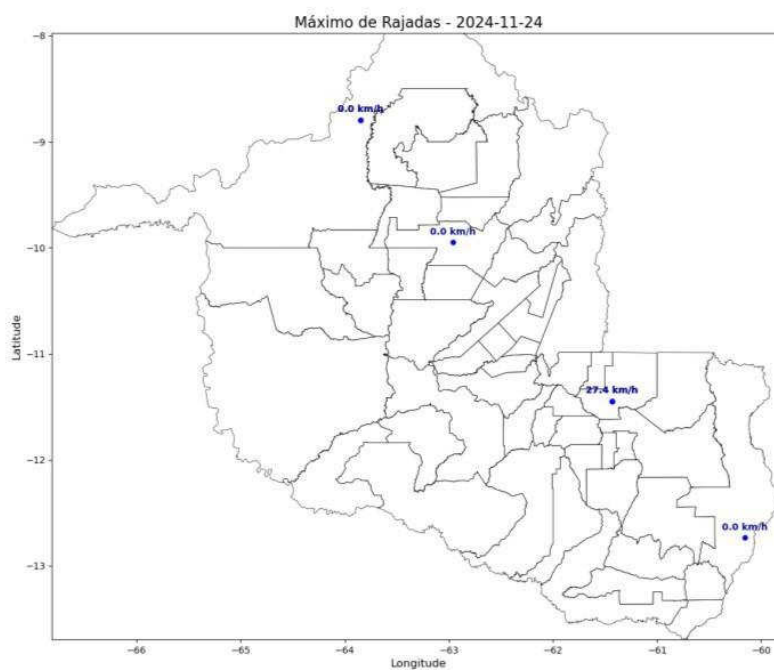 Máximo de Rajadas - 2024-11-24
−8
0.0 km/h
−9
0.0 km/h
−10
Latitude
−11
27.4 km/h
−12
0.0 km/h
−13
−66
−65
−64
−63
−62
−61
−60
Longitude